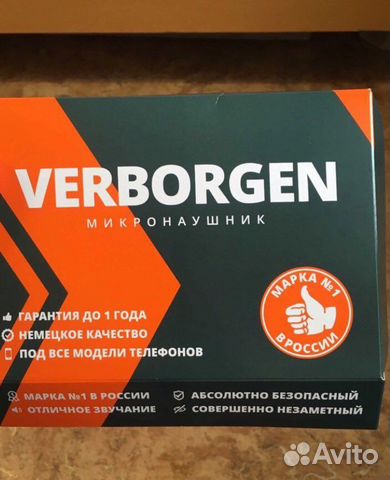 VERBORGEN
МИКРОНАУШНИК
ГАРАНТИЯ ДО 1 ГОДА
НЕМЕЦКОЕ КАЧЕСТВО
ПОД ВСЕ МОДЕЛИ ТЕЛЕФОНОВ
МАРКА №1
В РОССИИ
МАРКА №1 В РОССИИ
АБСОЛЮТНО БЕЗОПАСНЫЙ
ОТЛИЧНОЕ ЗВУЧАНИЕ
СОВЕРШЕННО НЕЗАМЕТНЫЙ
Avito